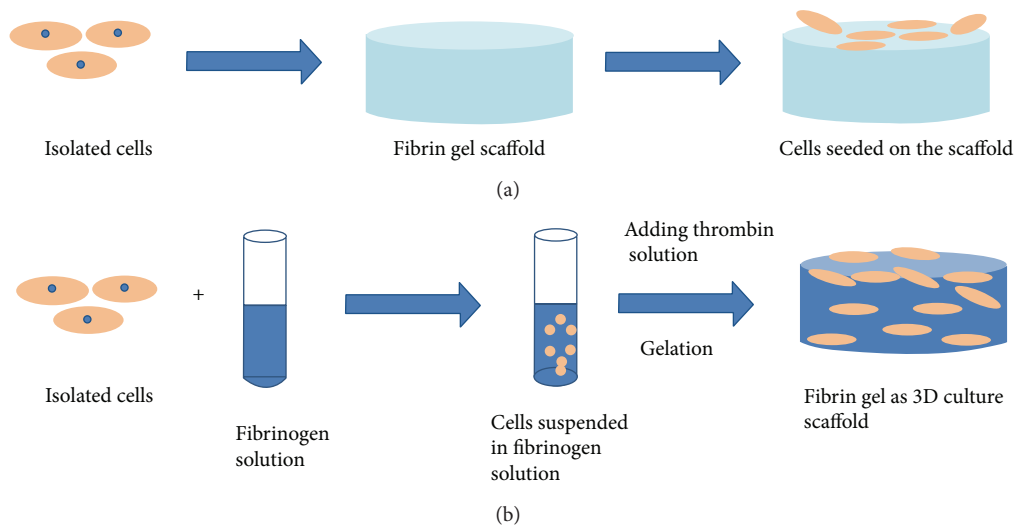 Isolated cells
Fibrin gel scaffold
Cells seeded on the scaffold
(a)
Adding thrombin
solution
+
Gelation
Isolated cells
Fibrinogen
solution
Cells suspended
in fibrinogen
solution
Fibrin gel as 3D culture
scaffold
(b)